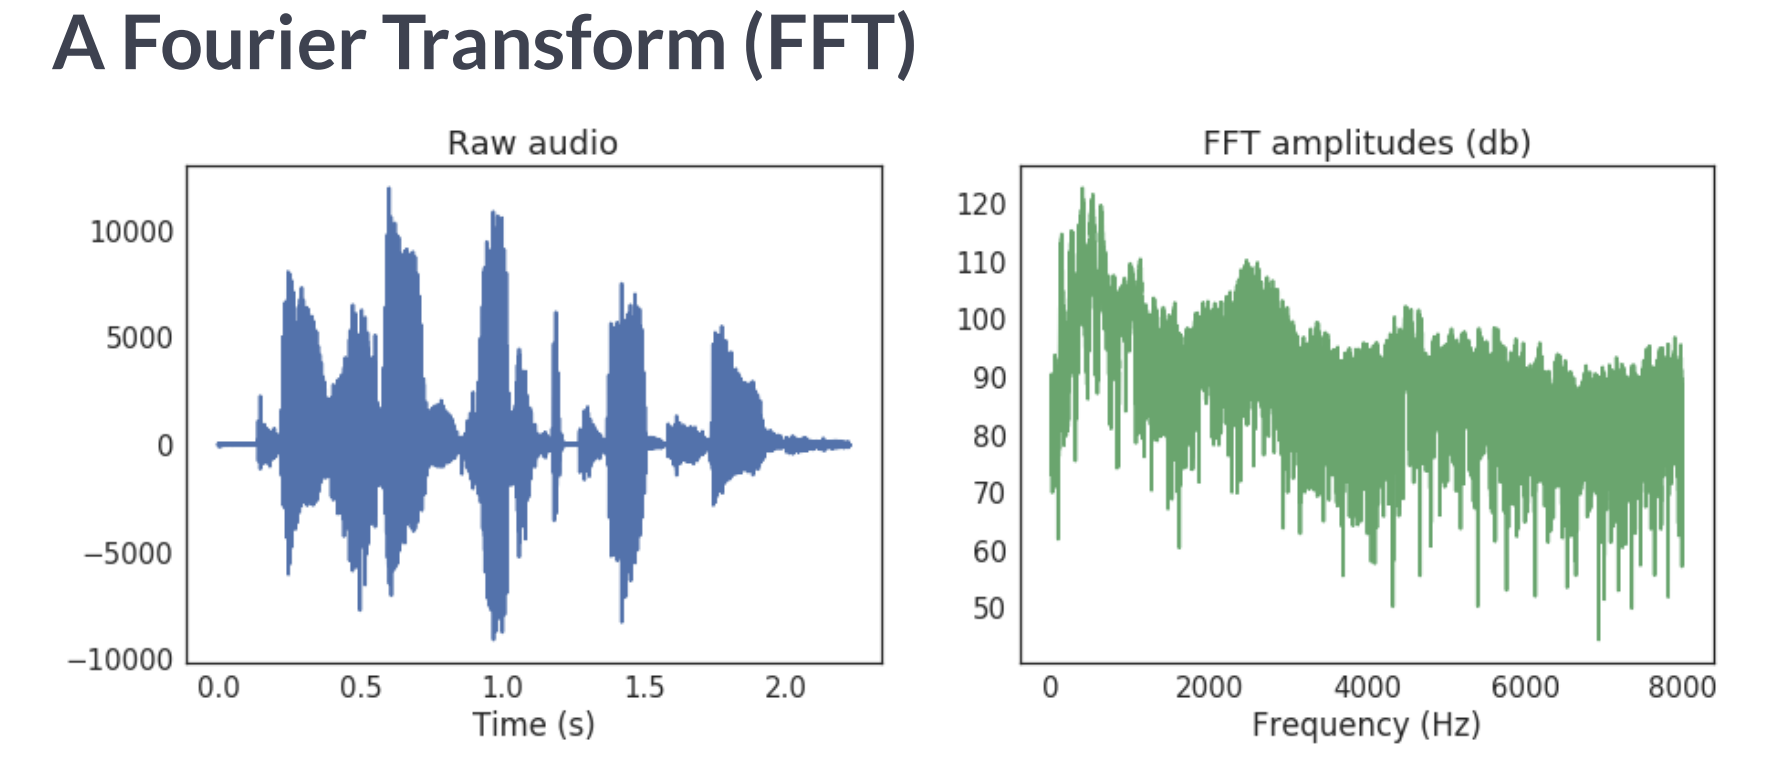 A Fourier Transform (FFT)
Raw audio
10000
5000
0
−5000
−10000
0.0 0.5 1.0 1.5 2.0
Time (s)
FFT amplitudes (db)
120
110
100
90
80
70
60
50
0 2000 4000 6000 8000
Frequency (Hz)